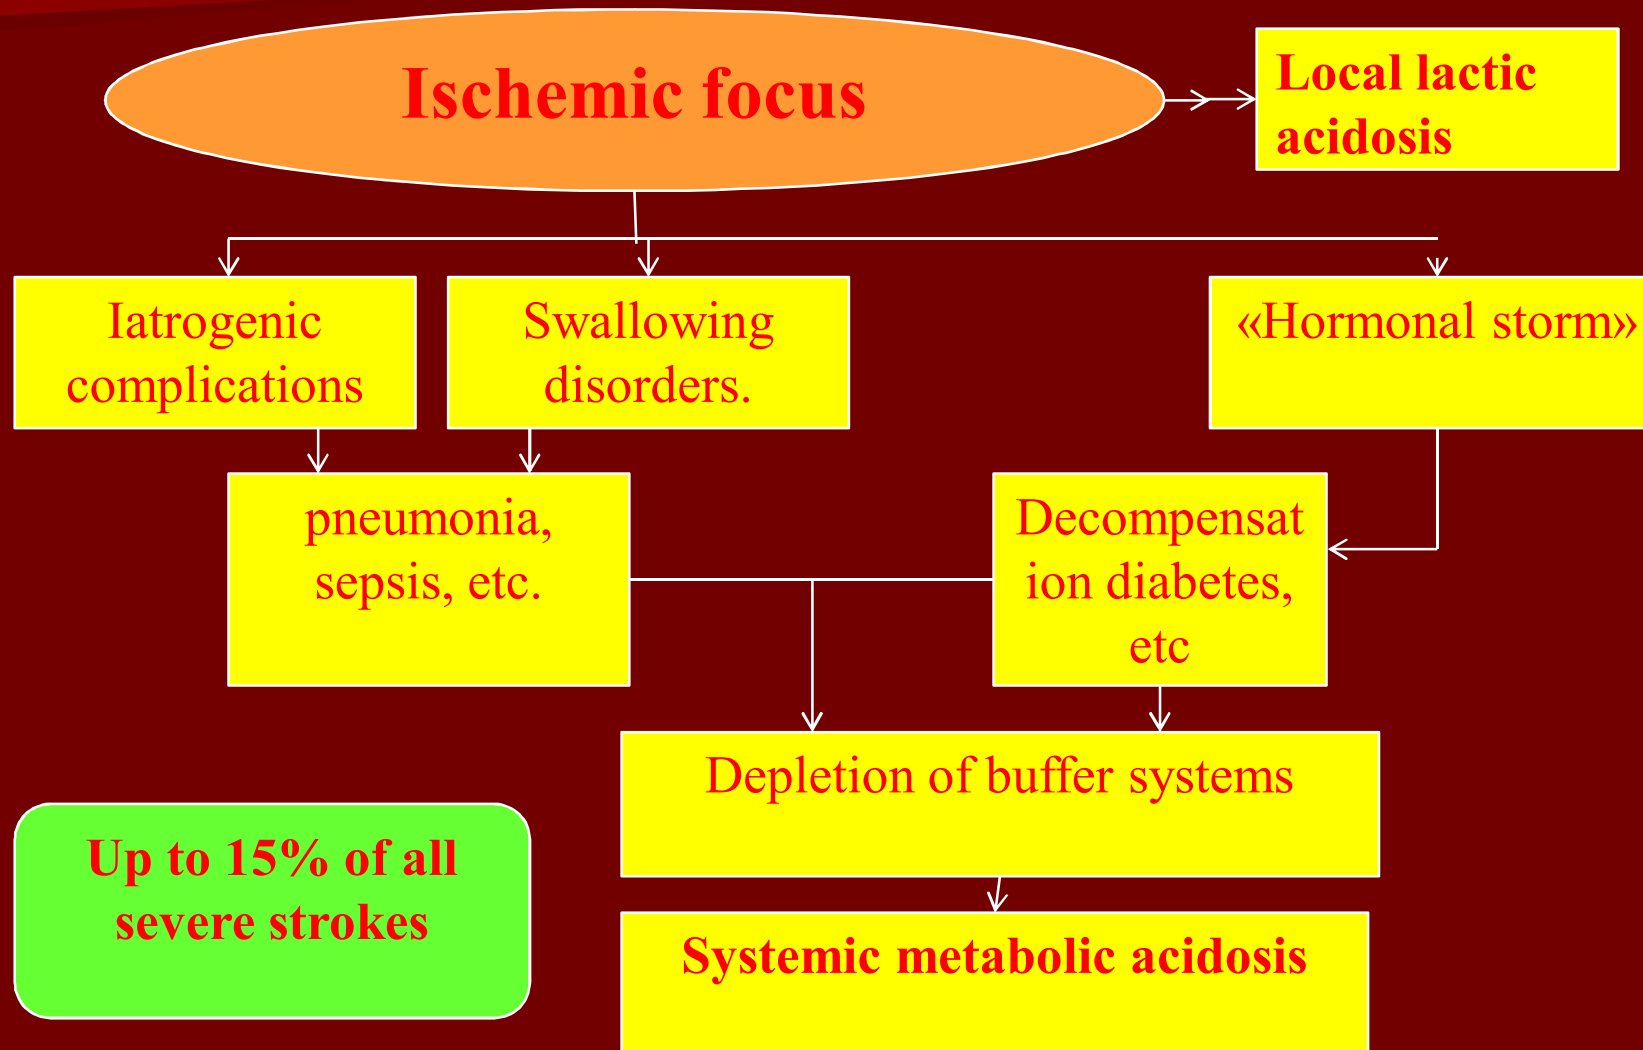 Ischemic focus
Local lactic
acidosis
Iatrogenic
complications
Swallowing
disorders.
«Hormonal storm»
pneumonia,
sepsis, etc.
Decompensat
ion diabetes,
etc
Depletion of buffer systems
Up to 15% of all
severe strokes
Systemic metabolic acidosis